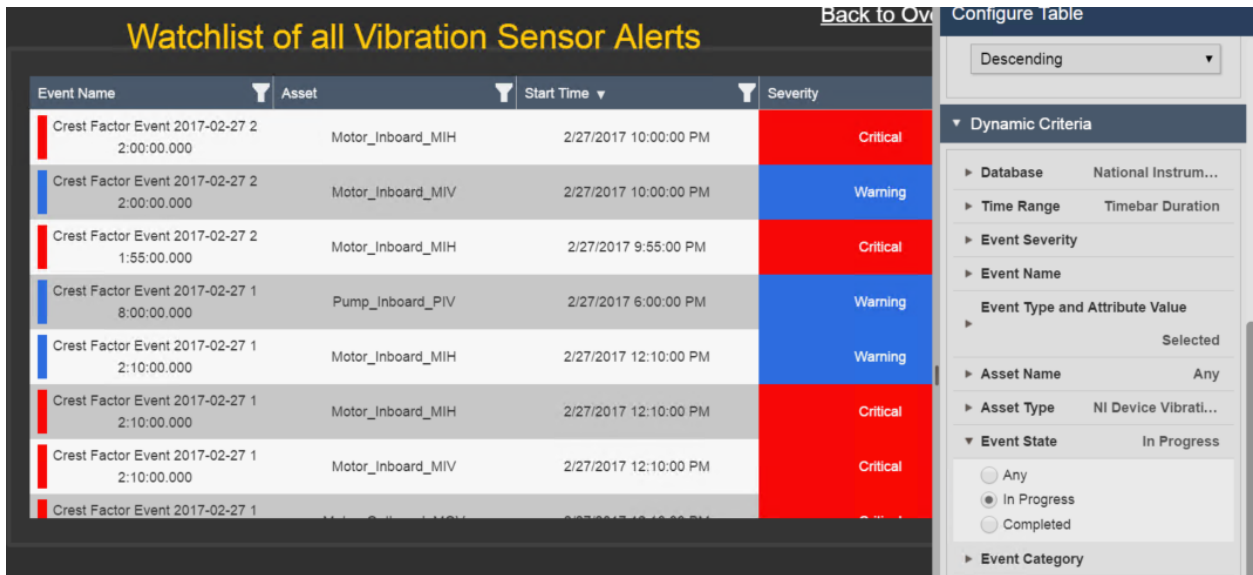 Back to Ov
Configure Table
Watchlist of all Vibration Sensor Alerts
Descending
Event Name Asset Start Time Severity
Crest Factor Event 2017-02-27 2
2:00:00.000
Motor_Inboard_MIH 2/27/2017 10:00:00 PM Critical
Crest Factor Event 2017-02-27 2
2:00:00.000
Motor_Inboard_MIV 2/27/2017 10:00:00 PM Warning
Crest Factor Event 2017-02-27 2
1:55:00.000
Motor_Inboard_MIH 2/27/2017 9:55:00 PM Critical
Crest Factor Event 2017-02-27 1
8:00:00.000
Pump_Inboard_PIV 2/27/2017 6:00:00 PM Warning
Crest Factor Event 2017-02-27 1
2:10:00.000
Motor_Inboard_MIH 2/27/2017 12:10:00 PM Warning
Crest Factor Event 2017-02-27 1
2:10:00.000
Motor_Inboard_MIH 2/27/2017 12:10:00 PM Critical
Crest Factor Event 2017-02-27 1
2:10:00.000
Motor_Inboard_MIV 2/27/2017 12:10:00 PM Critical
Crest Factor Event 2017-02-27 1
Dynamic Criteria
Database National Instrum...
Time Range Timebar Duration
Event Severity
Event Name
Event Type and Attribute Value
Selected
Asset Name Any
Asset Type NI Device Vibrati...
Event State In Progress
Any
In Progress
Completed
Event Category